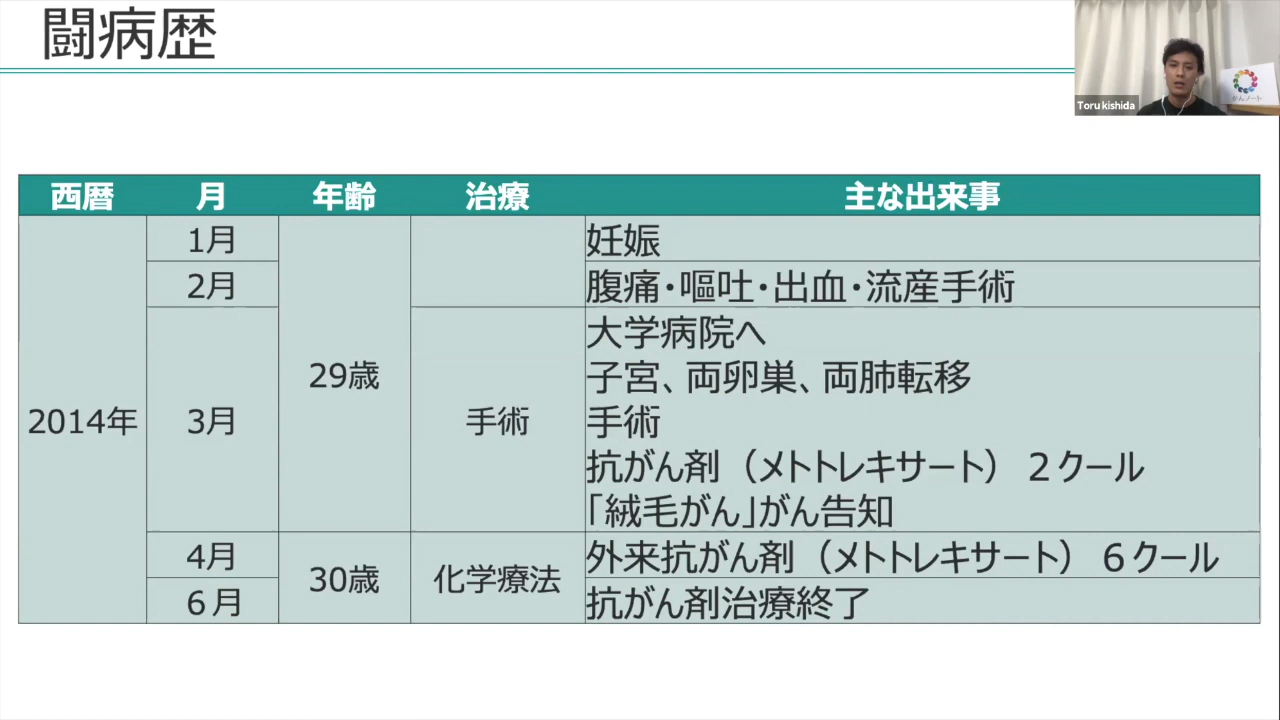 闘病歴
Toru kishida
がんノート
西暦 月 年齢 治療 主な出来事
2014年 1月 29歳 妊娠
2月 腹痛・嘔吐・出血・流産手術
3月 手術 大学病院へ
子宮、両卵巣、両肺転移
手術
抗がん剤（メトトレキサート）２クール
「絨毛がん」がん告知
4月 30歳 化学療法 外来抗がん剤（メトトレキサート）６クール
６月 抗がん剤治療終了